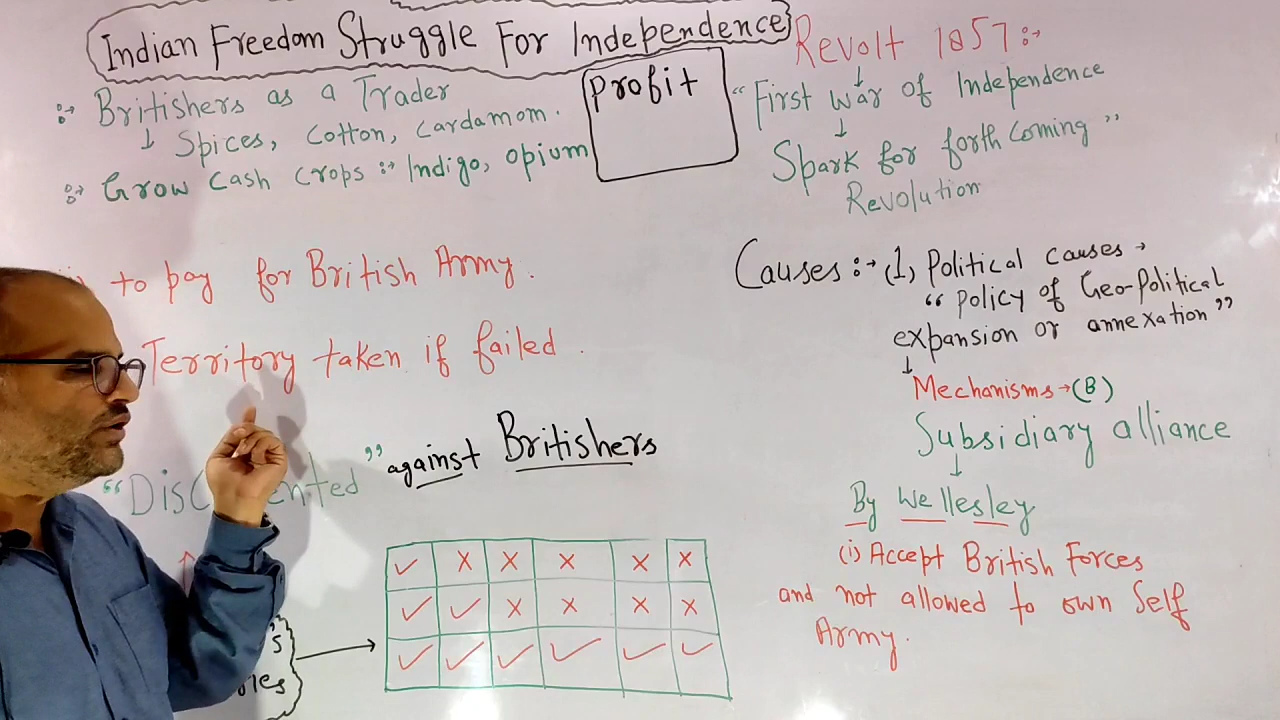 Indian Freedom Struggle For Independence
:→ Britishers as a Trader
↓ Spices, Cotton, Cardamom.
:→ Grow cash crops :→ Indigo, Opium
Profit
to pay for British Army.
Territory taken if failed.
" against Britishers
✓ × × × × ×
✓ ✓ × × × ×
✓ ✓ ✓ ✓ ✓ ✓
Revolt 1857:→
↓
"First war of Independence
↓
Spark for forth coming"
Revolution
Causes:→ (1) Political causes →
"policy of Geo-Political
expansion or annexation"
↓
Mechanisms→(B)
Subsidiary alliance
↓
By Wellesley
(i) Accept British Forces
and not allowed to own Self
Army.